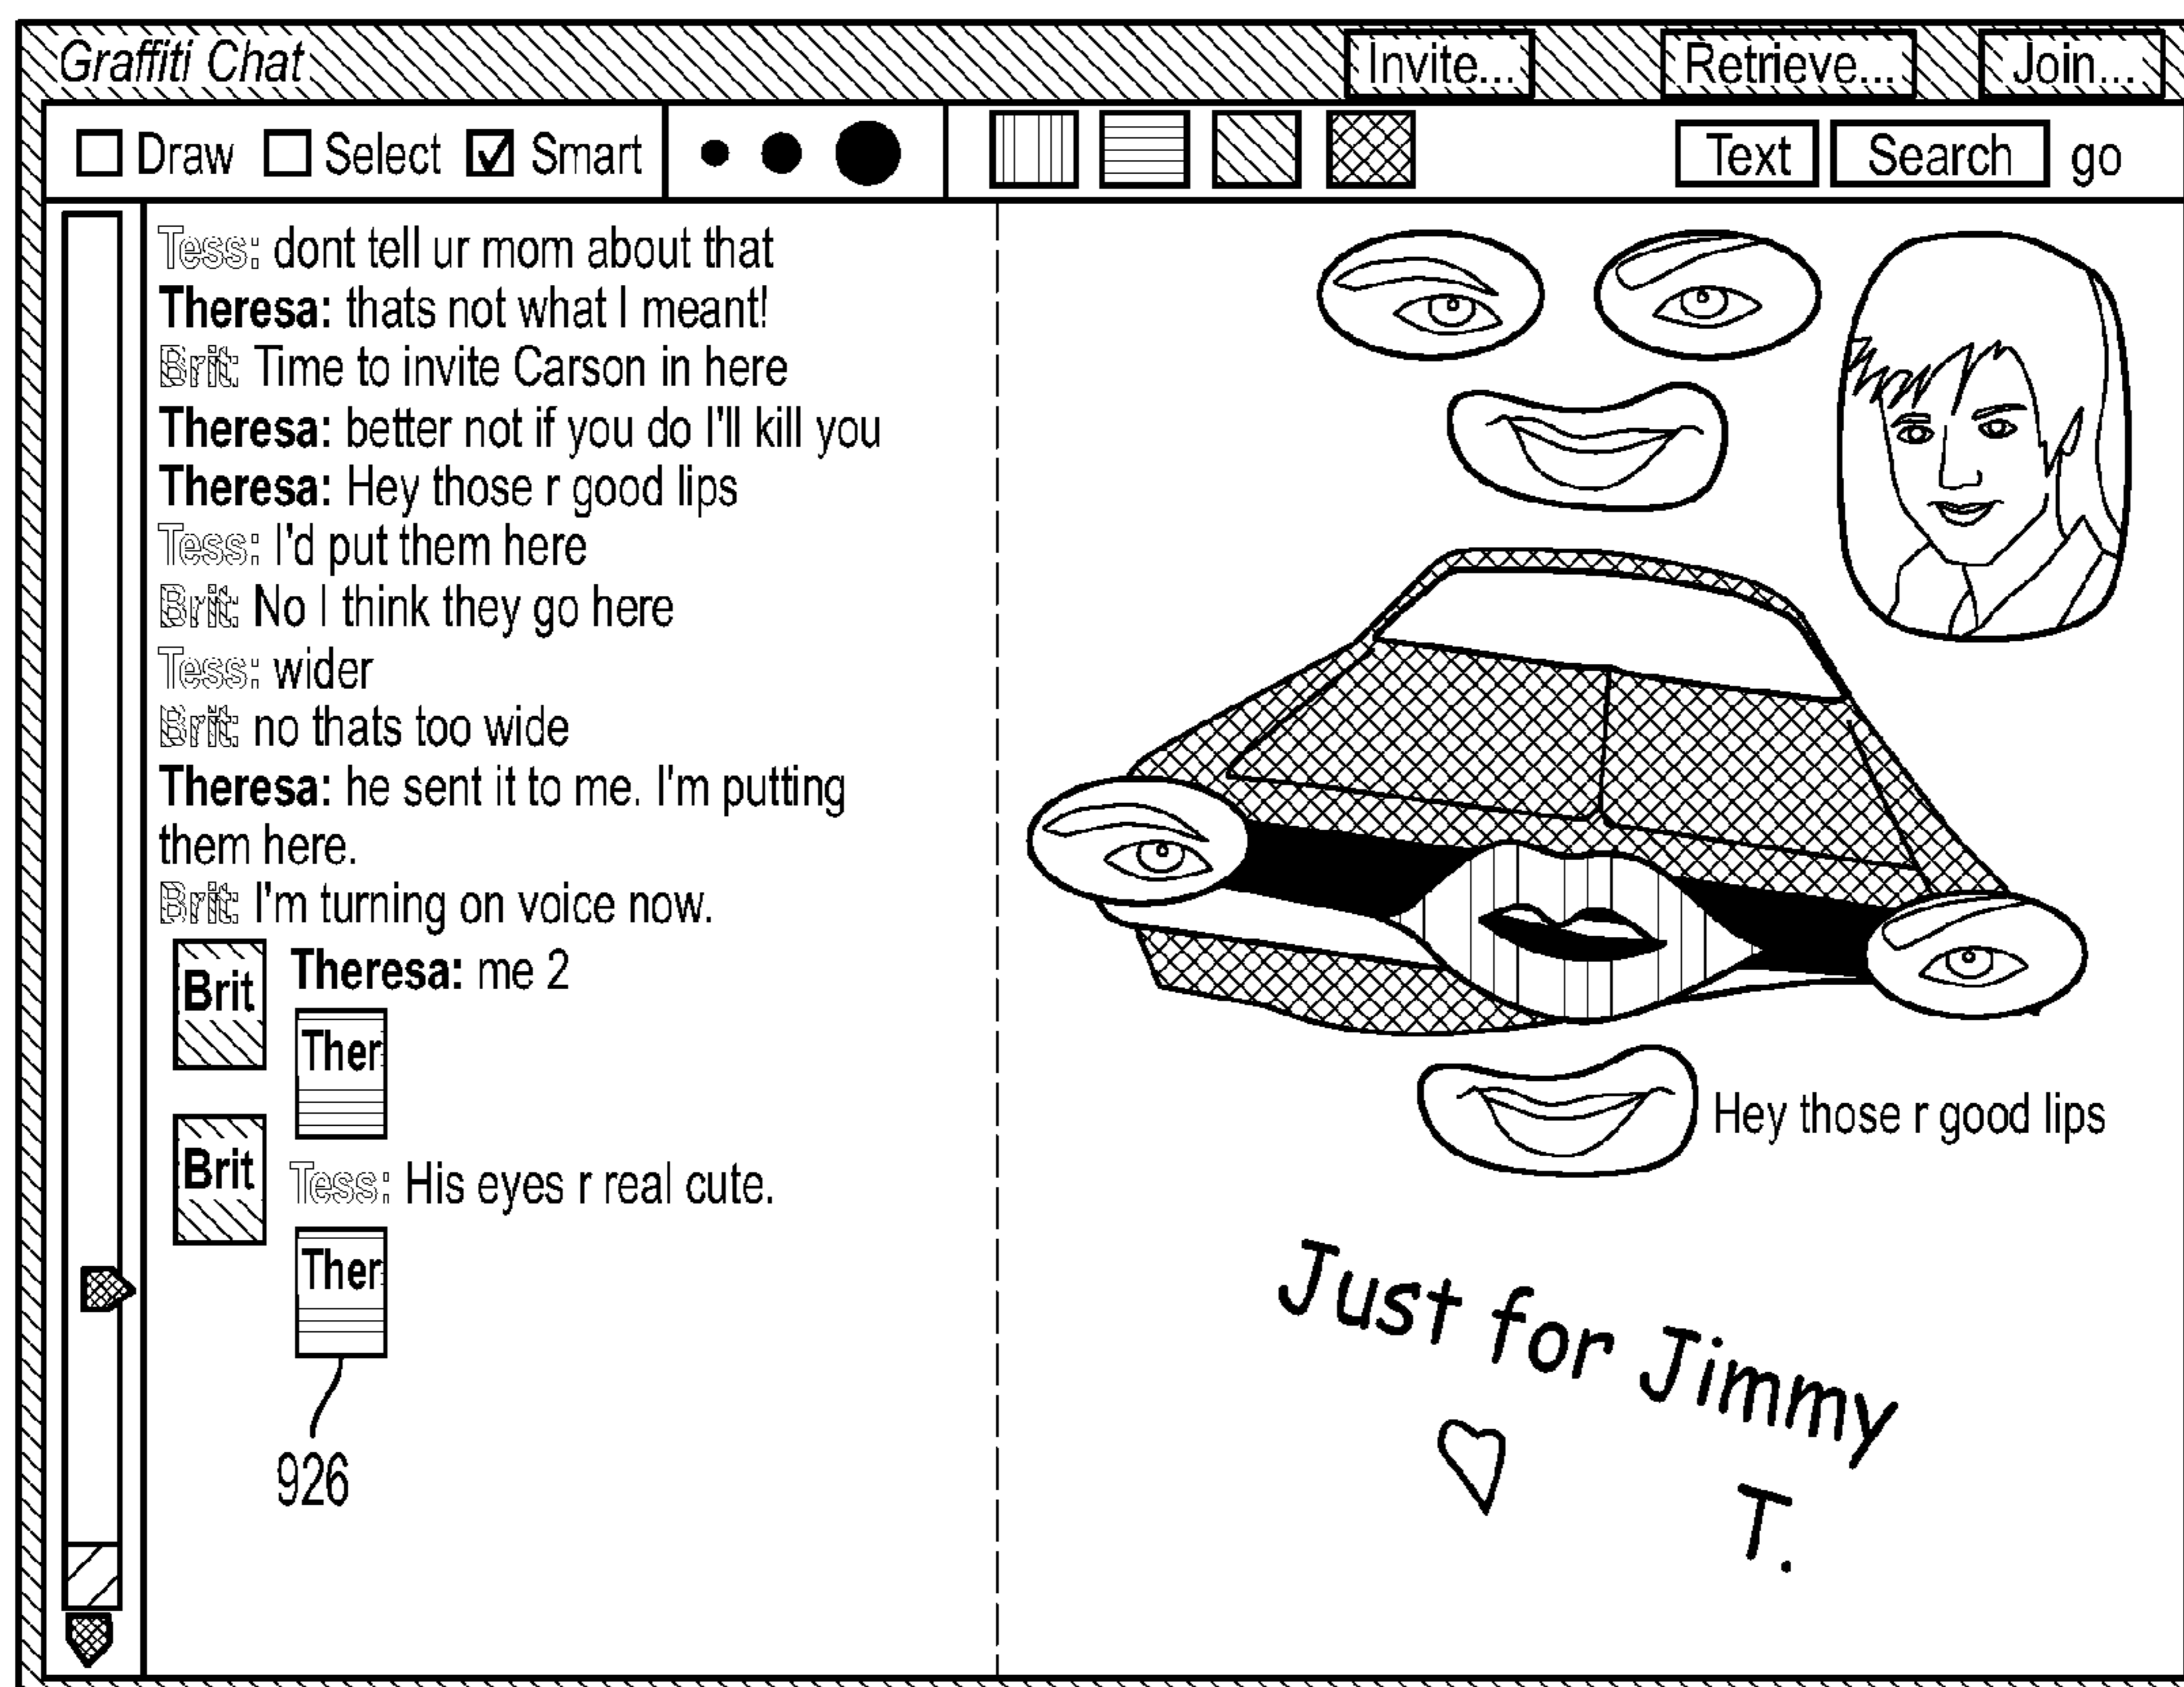 Graffiti Chat Invite... Retrieve... Join...
Draw Select Smart Text Search go
Tess: dont tell ur mom about that
Theresa: thats not what I meant!
Brit: Time to invite Carson in here
Theresa: better not if you do I'll kill you
Theresa: Hey those r good lips
Tess: I'd put them here
Brit: No I think they go here
Tess: wider
Brit: no thats too wide
Theresa: he sent it to me. I'm putting
them here.
Brit: I'm turning on voice now.
Brit
Theresa: me 2
Ther
Brit
Tess: His eyes r real cute.
Ther
926
Hey those r good lips
Just for Jimmy
T.